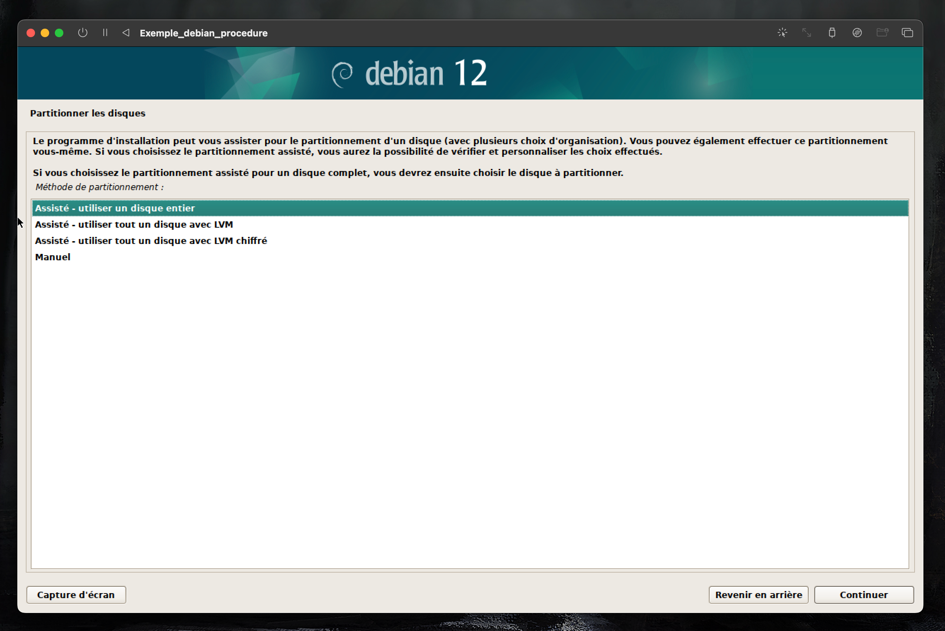 Exemple_debian_procedure
debian 12
Partitionner les disques
Le programme d'installation peut vous assister pour le partitionnement d'un disque (avec plusieurs choix d'organisation). Vous pouvez également effectuer ce partitionnement
vous-même. Si vous choisissez le partitionnement assisté, vous aurez la possibilité de vérifier et personnaliser les choix effectués.
Si vous choisissez le partitionnement assisté pour un disque complet, vous devrez ensuite choisir le disque à partitionner.
Méthode de partitionnement :
Assisté - utiliser un disque entier
Assisté - utiliser tout un disque avec LVM
Assisté - utiliser tout un disque avec LVM chiffré
Manuel
Capture d'écran
Revenir en arrière
Continuer